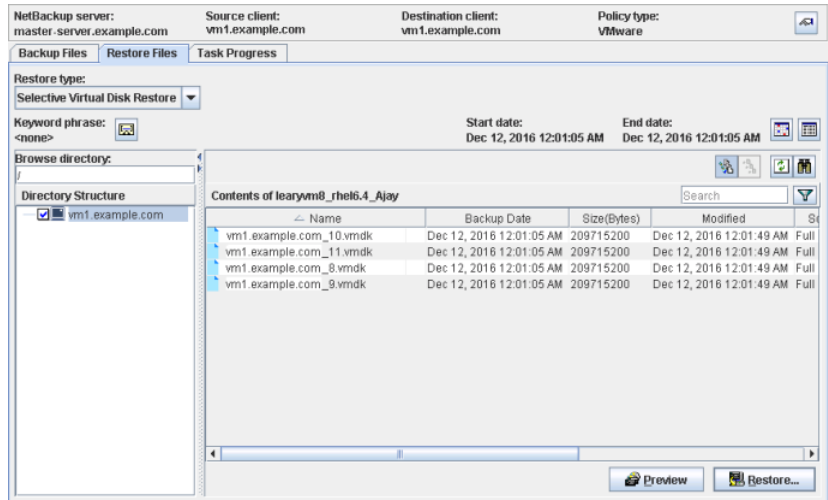 NetBackup server: Source client: Destination client: Policy type:
master-server.example.com vm1.example.com vm1.example.com VMware
Backup Files Restore Files Task Progress
Restore type:
Selective Virtual Disk Restore
Keyword phrase: Start date: End date:
<none> Dec 12, 2016 12:01:05 AM Dec 12, 2016 12:01:05 AM
Browse directory:
/
Directory Structure Contents of learyvm8_rhel6.4_Ajay Search
vm1.example.com Name Backup Date Size(Bytes) Modified
vm1.example.com_10.vmdk Dec 12, 2016 12:01:05 AM 209715200 Dec 12, 2016 12:01:49 AM Full
vm1.example.com_11.vmdk Dec 12, 2016 12:01:05 AM 209715200 Dec 12, 2016 12:01:49 AM Full
vm1.example.com_8.vmdk Dec 12, 2016 12:01:05 AM 209715200 Dec 12, 2016 12:01:49 AM Full
vm1.example.com_9.vmdk Dec 12, 2016 12:01:05 AM 209715200 Dec 12, 2016 12:01:49 AM Full
Preview Restore...